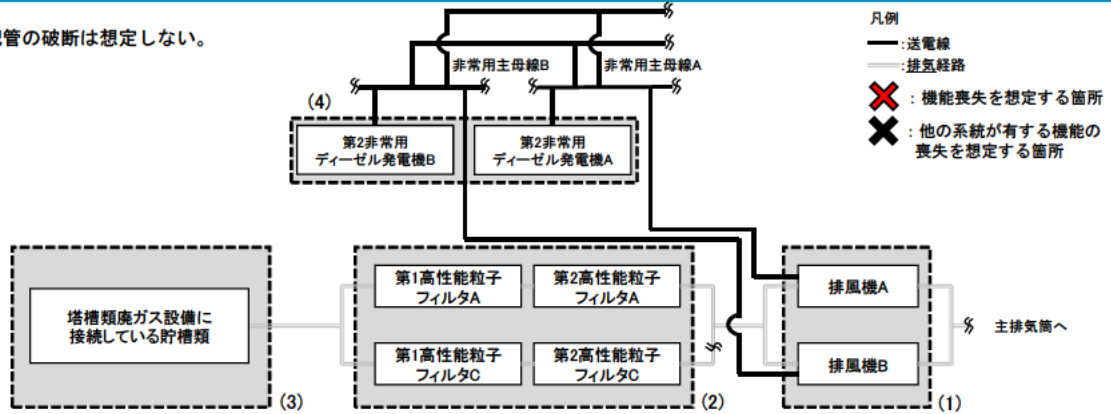 管の破断は想定しない。
凡例
:送電線
:排気経路
:機能喪失を想定する箇所
:他の系統が有する機能の
喪失を想定する箇所
非常用主母線B
非常用主母線A
(4)
第2非常用
ディーゼル発電機B
第2非常用
ディーゼル発電機A
塔槽類廃ガス設備に
接続している貯槽類
(3)
第1高性能粒子
フィルタA
第2高性能粒子
フィルタA
第1高性能粒子
フィルタC
第2高性能粒子
フィルタC
(2)
排風機A
排風機B
(1)
主排気筒へ